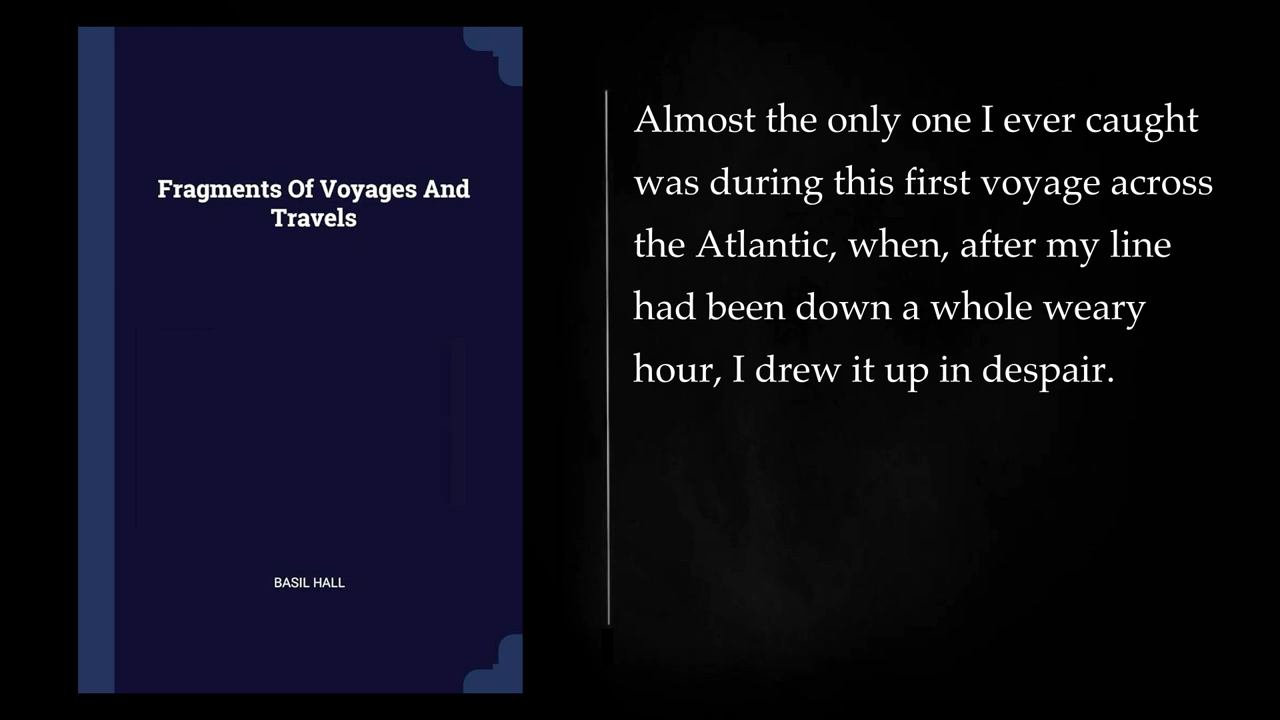 Fragments Of Voyages And
Travels
BASIL HALL
Almost the only one I ever caught
was during this first voyage across
the Atlantic, when, after my line
had been down a whole weary
hour, I drew it up in despair.